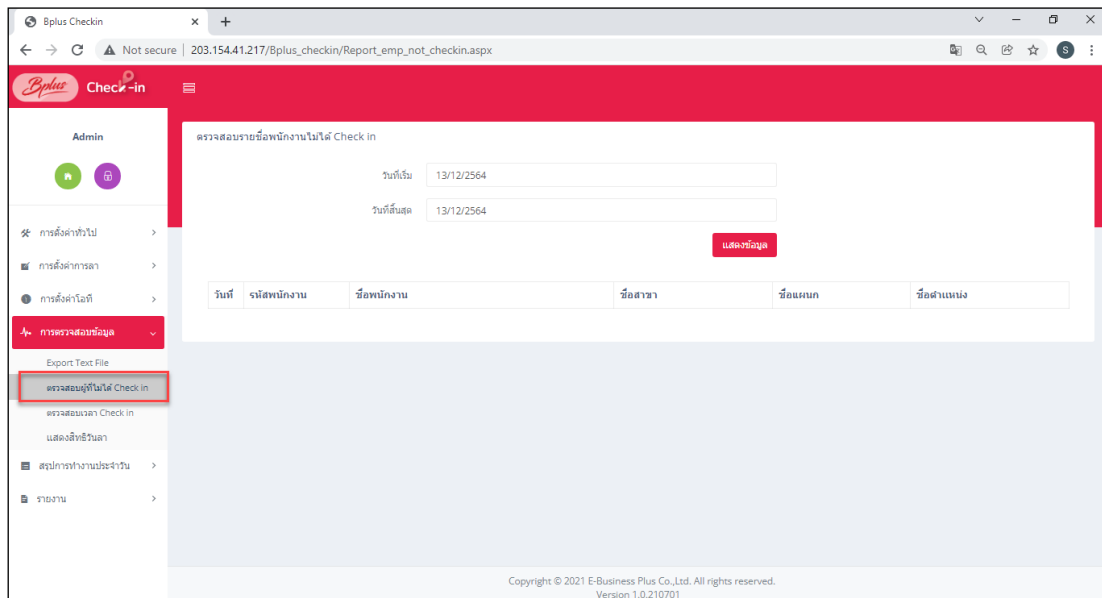 Bplus Checkin
Not secure | 203.154.41.217/Bplus_checkin/Report_emp_not_checkin.aspx
S
Bplus Check-in
Admin
ตรวจสอบรายชื่อพนักงานไม่ได้ Check in
วันที่เริ่ม 13/12/2564
วันที่สิ้นสุด 13/12/2564
แสดงข้อมูล
วันที่ รหัสพนักงาน ชื่อพนักงาน ชื่อสาขา ชื่อแผนก ชื่อตำแหน่ง
การตั้งค่าทั่วไป
การตั้งค่าการลา
การตั้งค่าโอที
การตรวจสอบข้อมูล
Export Text File
ตรวจสอบผู้ที่ไม่ได้ Check in
ตรวจสอบเวลา Check in
แสดงสิทธิวันลา
สรุปการทำงานประจำวัน
รายงาน
Copyright © 2021 E-Business Plus Co.,Ltd. All rights reserved.
Version 1.0.210701